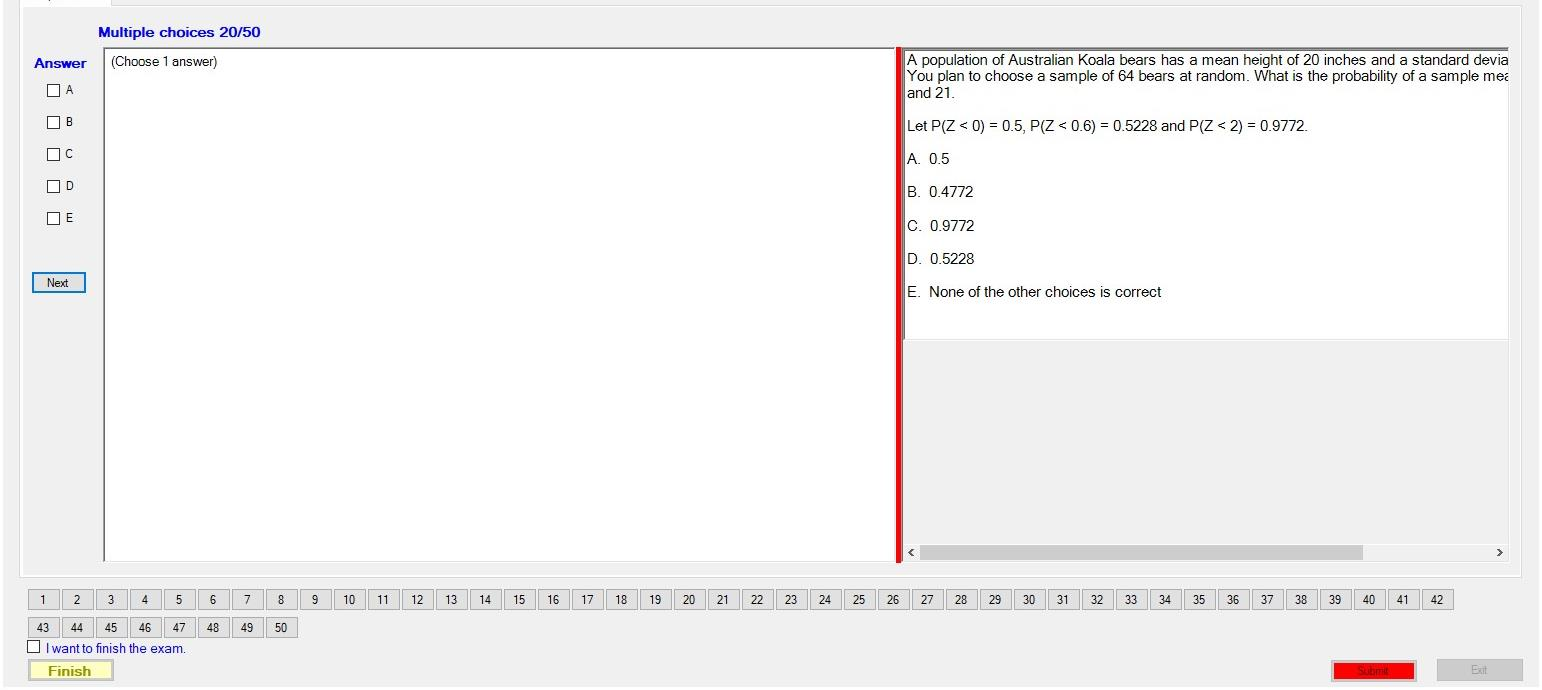 Multiple choices 20/50
Answer
A
B
C
D
E
Next
(Choose 1 answer)
A population of Australian Koala bears has a mean height of 20 inches and a standard devia
You plan to choose a sample of 64 bears at random. What is the probability of a sample mea
and 21.
Let P(Z < 0) = 0.5, P(Z < 0.6) = 0.5228 and P(Z < 2) = 0.9772.
A. 0.5
B. 0.4772
C. 0.9772
D. 0.5228
E. None of the other choices is correct
1 2 3 4 5 6 7 8 9 10 11 12 13 14 15 16 17 18 19 20 21 22 23 24 25 26 27 28 29 30 31 32 33 34 35 36 37 38 39 40 41 42
43 44 45 46 47 48 49 50
I want to finish the exam.
Finish
Submit
Exit